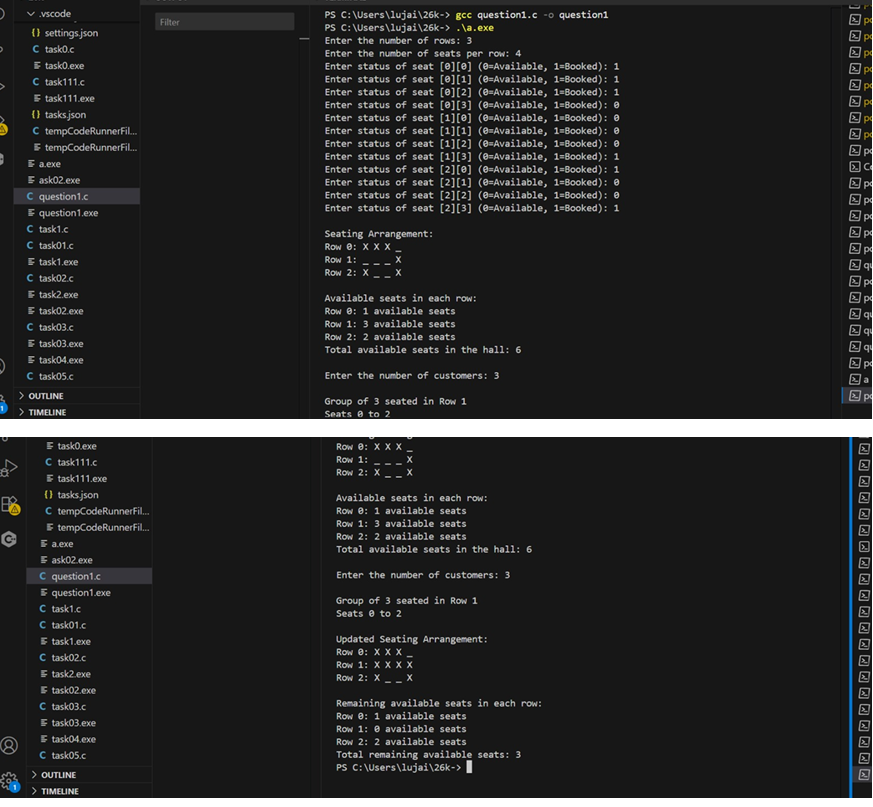 .vscode
settings.json
task0.c
task0.exe
task111.c
task111.exe
tasks.json
tempCodeRunnerFil...
tempCodeRunnerFil...
a.exe
ask02.exe
question1.c
question1.exe
task1.c
task01.c
task1.exe
task02.c
task2.exe
task02.exe
task03.c
task03.exe
task04.exe
task05.c
OUTLINE
TIMELINE
Filter
PS C:\Users\lujai\26k-> gcc question1.c -o question1
PS C:\Users\lujai\26k-> .\a.exe
Enter the number of rows: 3
Enter the number of seats per row: 4
Enter status of seat [0][0] (0=Available, 1=Booked): 1
Enter status of seat [0][1] (0=Available, 1=Booked): 1
Enter status of seat [0][2] (0=Available, 1=Booked): 1
Enter status of seat [0][3] (0=Available, 1=Booked): 0
Enter status of seat [1][0] (0=Available, 1=Booked): 0
Enter status of seat [1][1] (0=Available, 1=Booked): 0
Enter status of seat [1][2] (0=Available, 1=Booked): 0
Enter status of seat [1][3] (0=Available, 1=Booked): 1
Enter status of seat [2][0] (0=Available, 1=Booked): 1
Enter status of seat [2][1] (0=Available, 1=Booked): 0
Enter status of seat [2][2] (0=Available, 1=Booked): 0
Enter status of seat [2][3] (0=Available, 1=Booked): 1
Seating Arrangement:
Row 0: X X X _
Row 1: _ _ _ X
Row 2: X _ _ X
Available seats in each row:
Row 0: 1 available seats
Row 1: 3 available seats
Row 2: 2 available seats
Total available seats in the hall: 6
Enter the number of customers: 3
Group of 3 seated in Row 1
Seats 0 to 2
task0.exe
task111.c
task111.exe
tasks.json
tempCodeRunnerFil...
tempCodeRunnerFil...
a.exe
ask02.exe
question1.c
question1.exe
task1.c
task01.c
task1.exe
task02.c
task2.exe
task02.exe
task03.c
task03.exe
task04.exe
task05.c
OUTLINE
TIMELINE
Row 0: X X X _
Row 1: _ _ _ X
Row 2: X _ _ X
Available seats in each row:
Row 0: 1 available seats
Row 1: 3 available seats
Row 2: 2 available seats
Total available seats in the hall: 6
Enter the number of customers: 3
Group of 3 seated in Row 1
Seats 0 to 2
Updated Seating Arrangement:
Row 0: X X X _
Row 1: X X X X
Row 2: X _ _ X
Remaining available seats in each row:
Row 0: 1 available seats
Row 1: 0 available seats
Row 2: 2 available seats
Total remaining available seats: 3
PS C:\Users\lujai\26k->